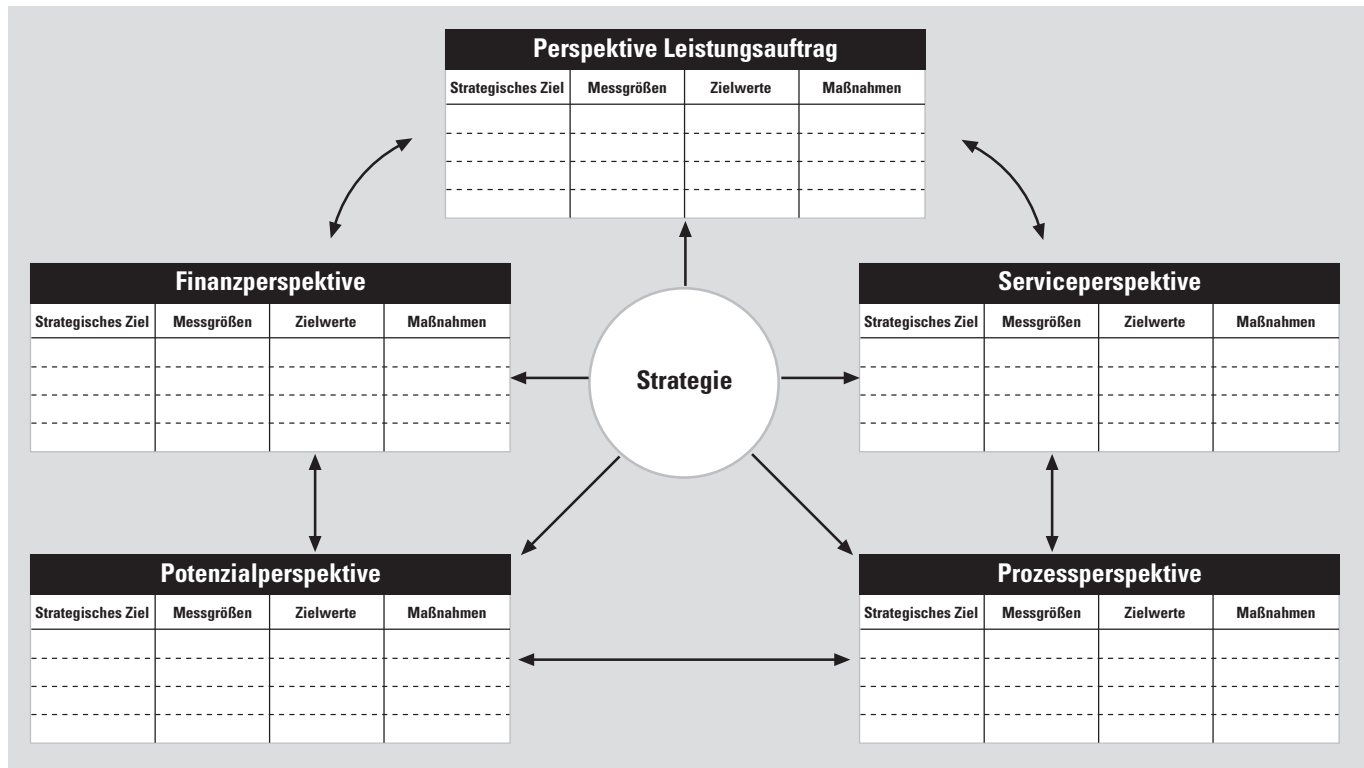 Perspektive Leistungsauftrag
Strategisches Ziel Messgrößen Zielwerte Maßnahmen
Finanzperspektive
Strategisches Ziel Messgrößen Zielwerte Maßnahmen
Serviceperspektive
Strategisches Ziel Messgrößen Zielwerte Maßnahmen
Strategie
Potenzialperspektive
Strategisches Ziel Messgrößen Zielwerte Maßnahmen
Prozessperspektive
Strategisches Ziel Messgrößen Zielwerte Maßnahmen